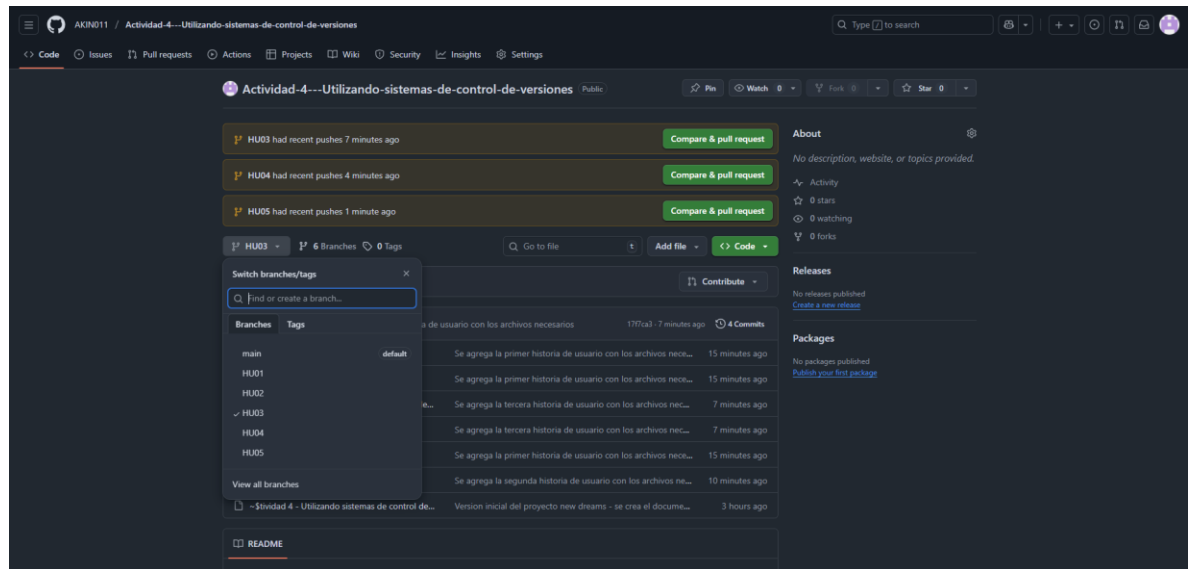 AKIN011 / Actividad-4---Utilizando-sistemas-de-control-de-versiones
Type / to search
Code Issues Pull requests Actions Projects Wiki Security Insights Settings
Actividad-4---Utilizando-sistemas-de-control-de-versiones Public
Pin Watch 0 Fork 0 Star 0
HU03 had recent pushes 7 minutes ago Compare & pull request
HU04 had recent pushes 4 minutes ago Compare & pull request
HU05 had recent pushes 1 minute ago Compare & pull request
HU03 6 Branches 0 Tags Go to file t Add file Code
Switch branches/tags
Contribute
Find or create a branch...
Branches Tags
a de usuario con los archivos necesarios 17f7ca3 · 7 minutes ago 4 Commits
main default
Se agrega la primer historia de usuario con los archivos nece... 15 minutes ago
HU01
Se agrega la primer historia de usuario con los archivos nece... 15 minutes ago
HU02
e... Se agrega la tercera historia de usuario con los archivos nec... 7 minutes ago
HU03
Se agrega la tercera historia de usuario con los archivos nec... 7 minutes ago
HU04
Se agrega la primer historia de usuario con los archivos nece... 15 minutes ago
HU05
Se agrega la segunda historia de usuario con los archivos ne... 10 minutes ago
View all branches
~$tividad 4 - Utilizando sistemas de control de... Version inicial del proyecto new dreams - se crea el docume... 3 hours ago
README
About
No description, website, or topics provided.
Activity
0 stars
0 watching
0 forks
Releases
No releases published
Create a new release
Packages
No packages published
Publish your first package